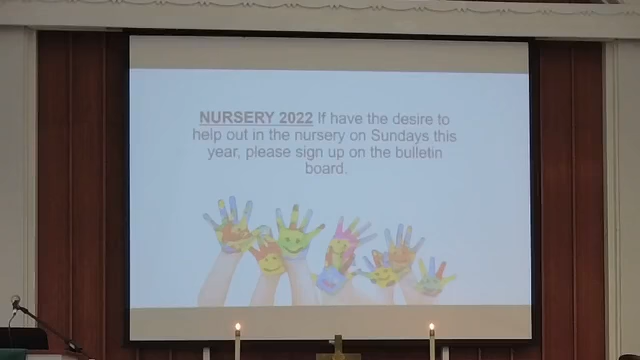 NURSERY 2022 If have the desire to
help out in the nursery on Sundays this
year, please sign up on the bulletin
board.